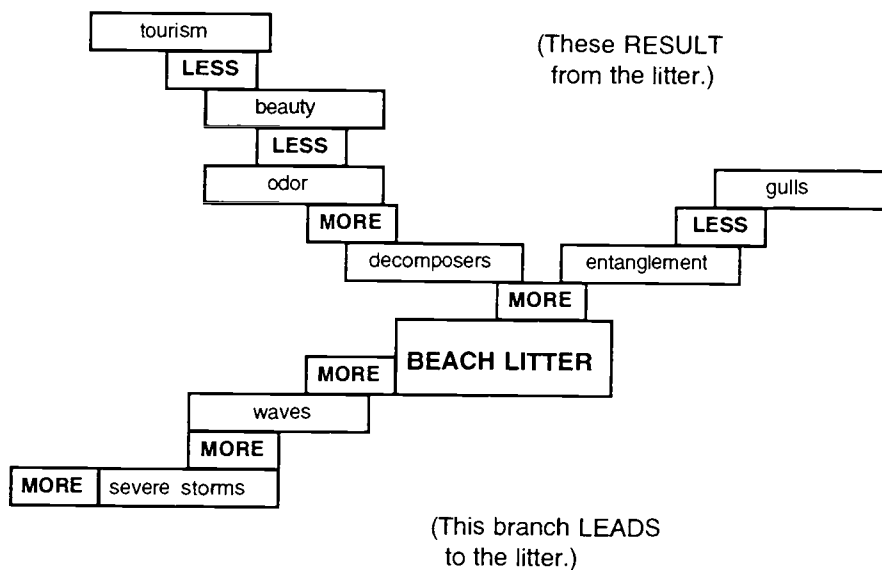 tourism
(These RESULT
from the litter.)
LESS
beauty
LESS
odor
gulls
MORE
LESS
decomposers
entanglement
MORE
BEACH LITTER
MORE
waves
MORE
MORE severe storms
(This branch LEADS
to the litter.)